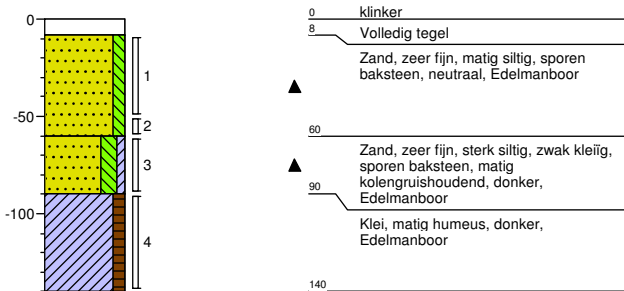 0
-50
-100
1
2
3
4
0 klinker
8 Volledig tegel
Zand, zeer fijn, matig siltig, sporen
baksteen, neutraal, Edelmanboor
60
Zand, zeer fijn, sterk siltig, zwak kleiïg,
sporen baksteen, matig
kolengruishoudend, donker,
Edelmanboor
90
Klei, matig humeus, donker,
Edelmanboor
140